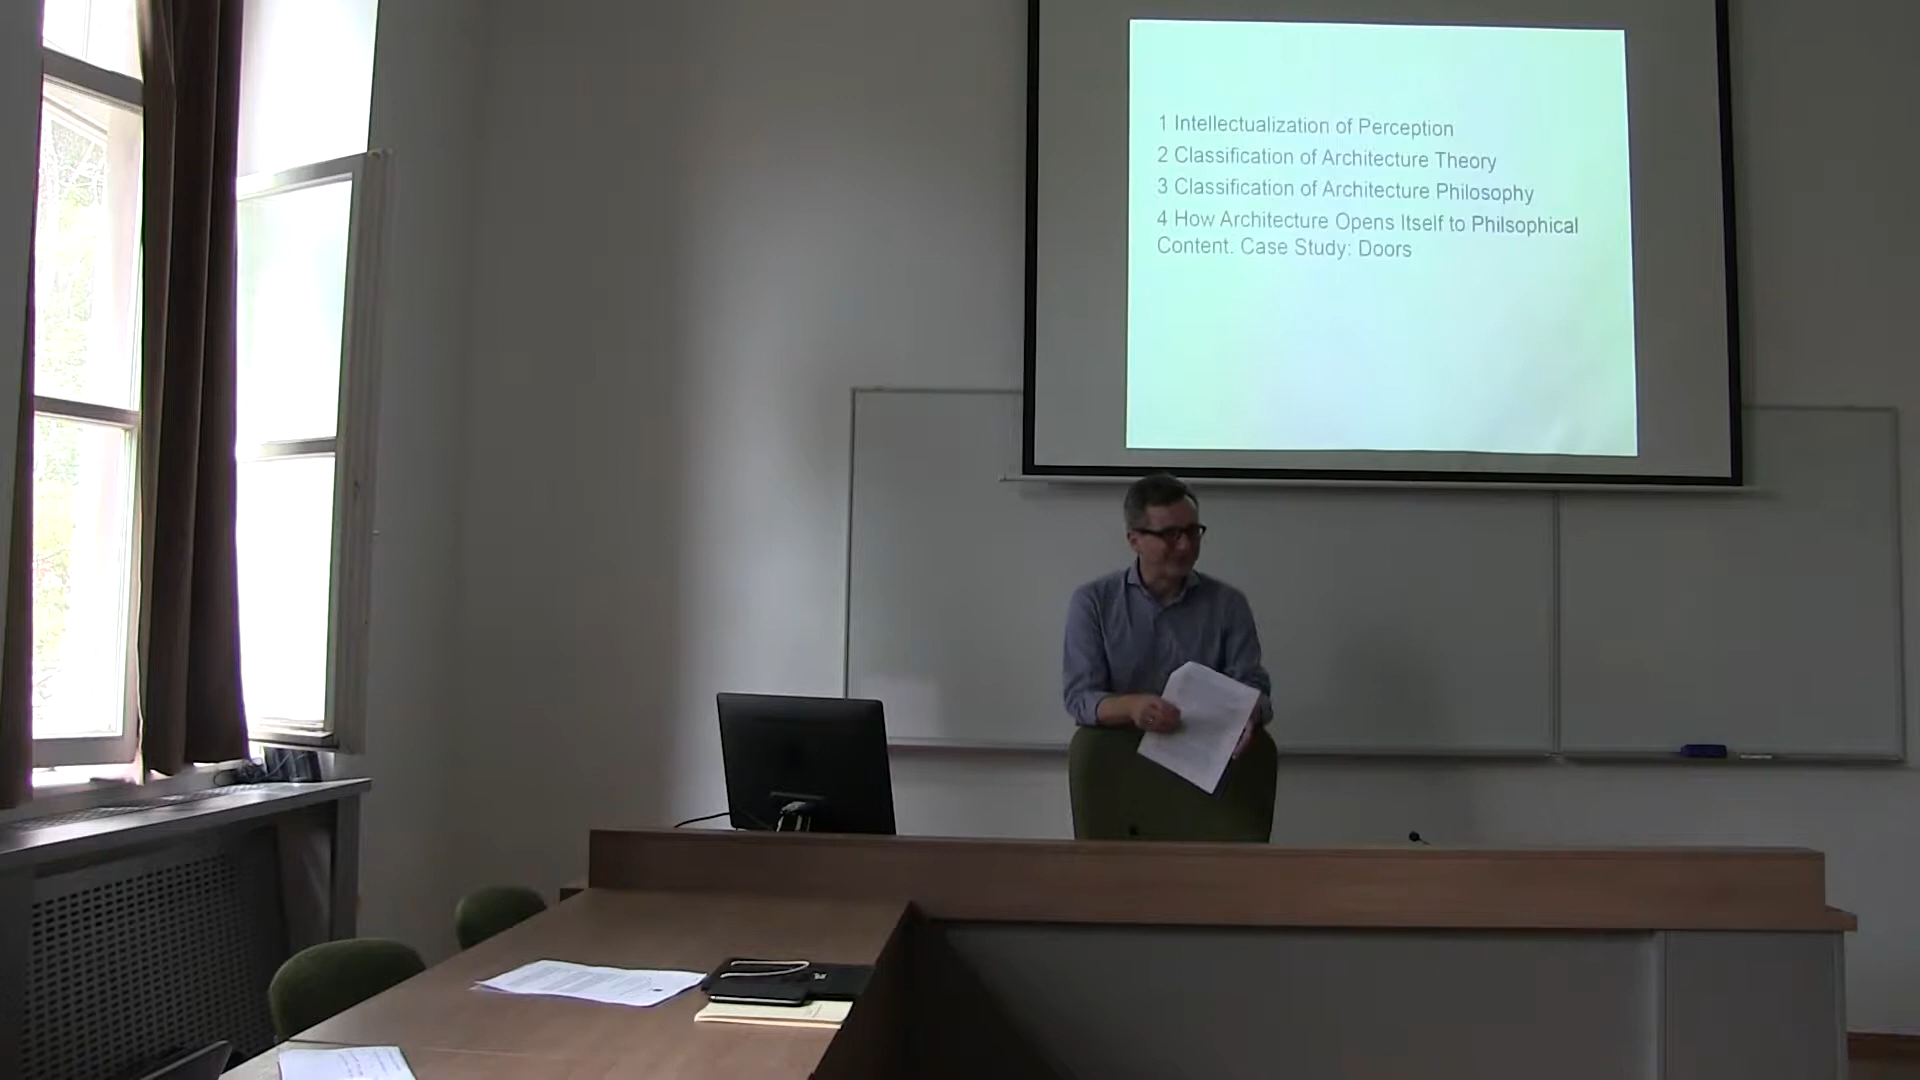 1 Intellectualization of Perception
2 Classification of Architecture Theory
3 Classification of Architecture Philosophy
4 How Architecture Opens Itself to Philsophical
Content. Case Study: Doors